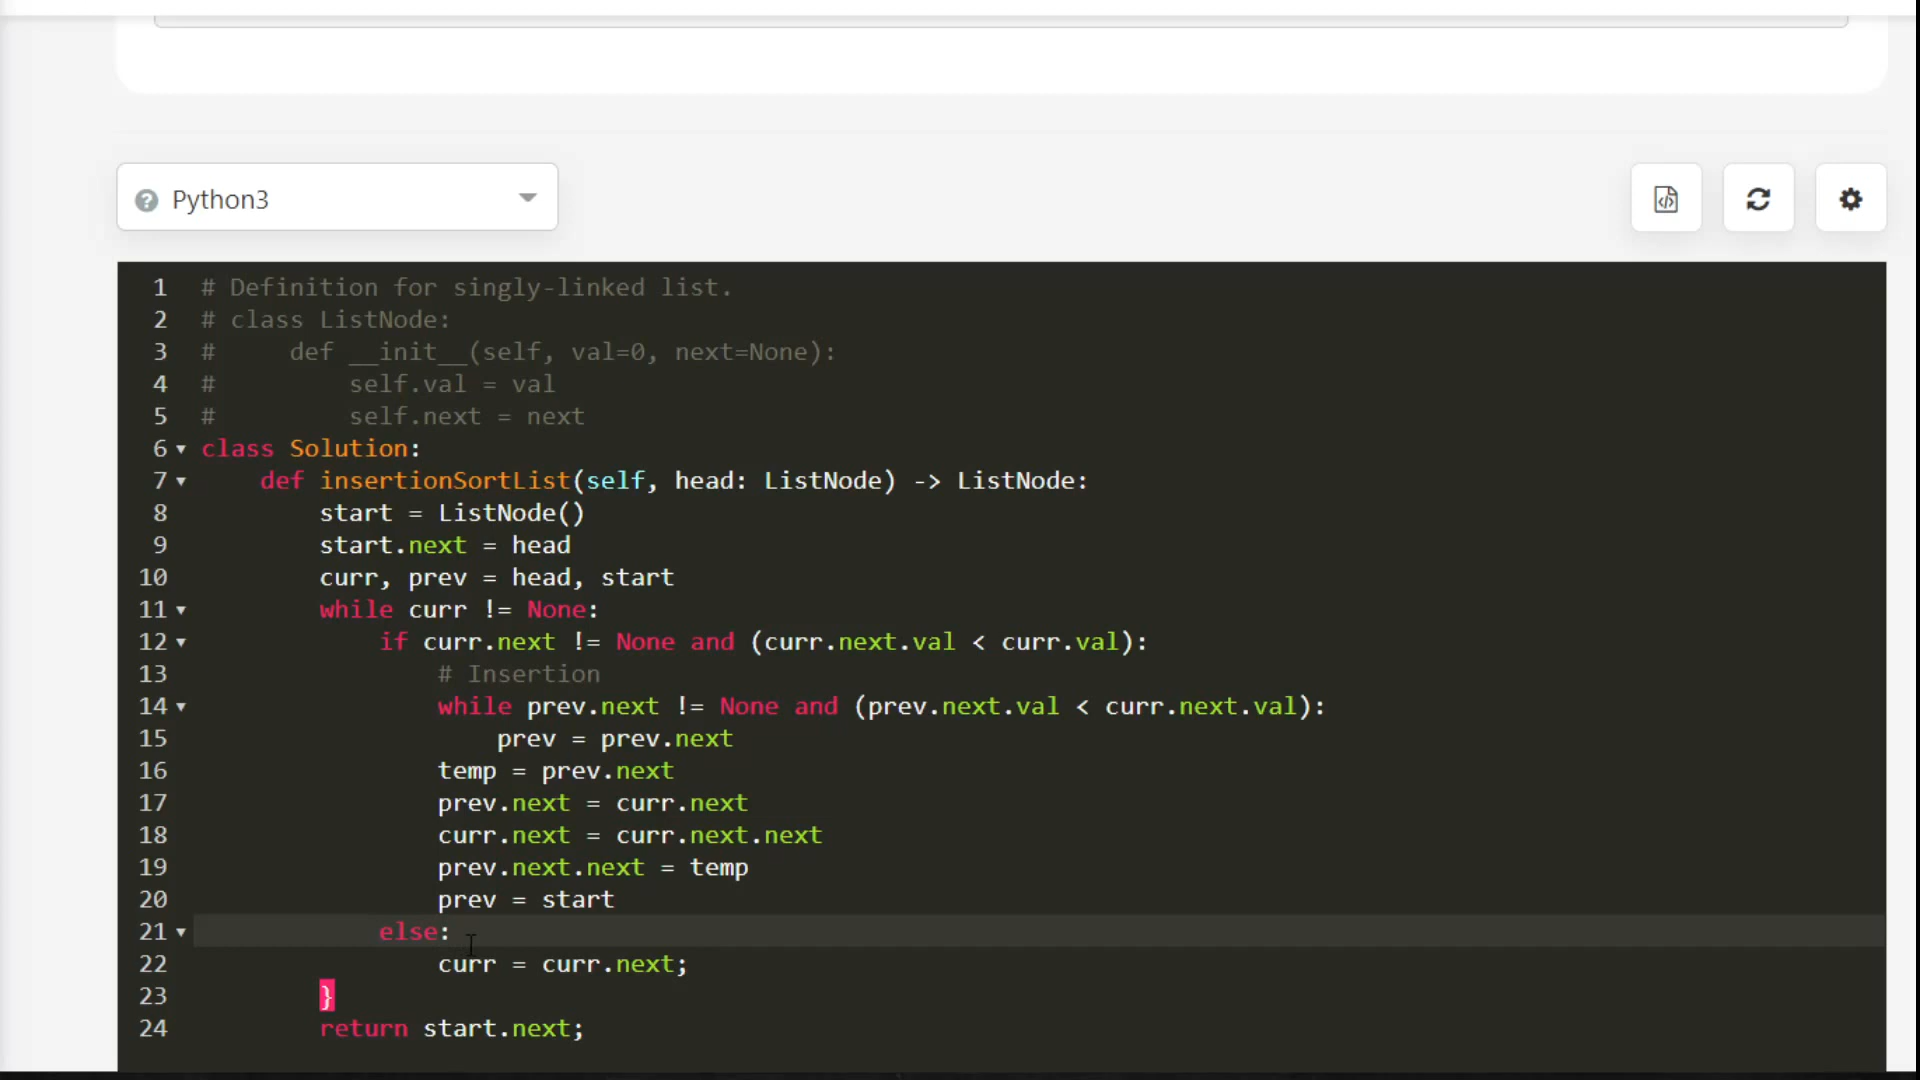 Python3
1 # Definition for singly-linked list.
2 # class ListNode:
3 #     def __init__(self, val=0, next=None):
4 #         self.val = val
5 #         self.next = next
6 class Solution:
7     def insertionSortList(self, head: ListNode) -> ListNode:
8         start = ListNode()
9         start.next = head
10         curr, prev = head, start
11         while curr != None:
12             if curr.next != None and (curr.next.val < curr.val):
13                 # Insertion
14                 while prev.next != None and (prev.next.val < curr.next.val):
15                     prev = prev.next
16                 temp = prev.next
17                 prev.next = curr.next
18                 curr.next = curr.next.next
19                 prev.next.next = temp
20                 prev = start
21             else:
22                 curr = curr.next;
23         }
24         return start.next;